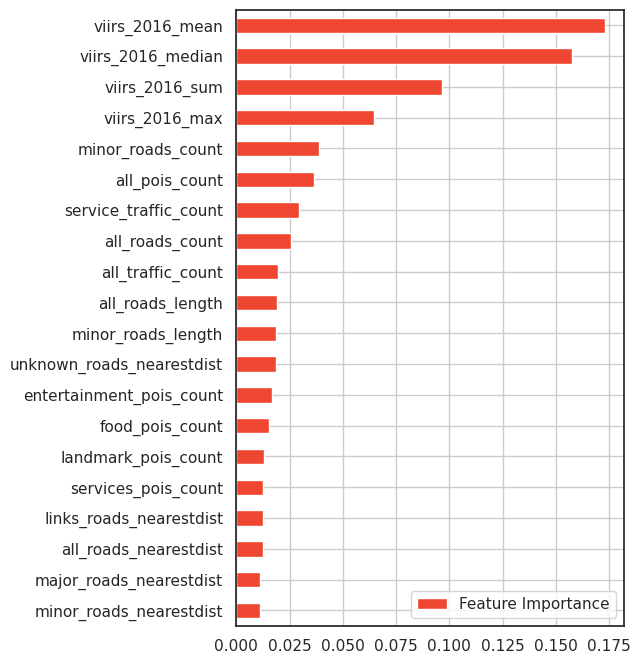 viirs_2016_mean
viirs_2016_median
viirs_2016_sum
viirs_2016_max
minor_roads_count
all_pois_count
service_traffic_count
all_roads_count
all_traffic_count
all_roads_length
minor_roads_length
unknown_roads_nearestdist
entertainment_pois_count
food_pois_count
landmark_pois_count
services_pois_count
links_roads_nearestdist
all_roads_nearestdist
major_roads_nearestdist
minor_roads_nearestdist
Feature Importance
0.000 0.025 0.050 0.075 0.100 0.125 0.150 0.175